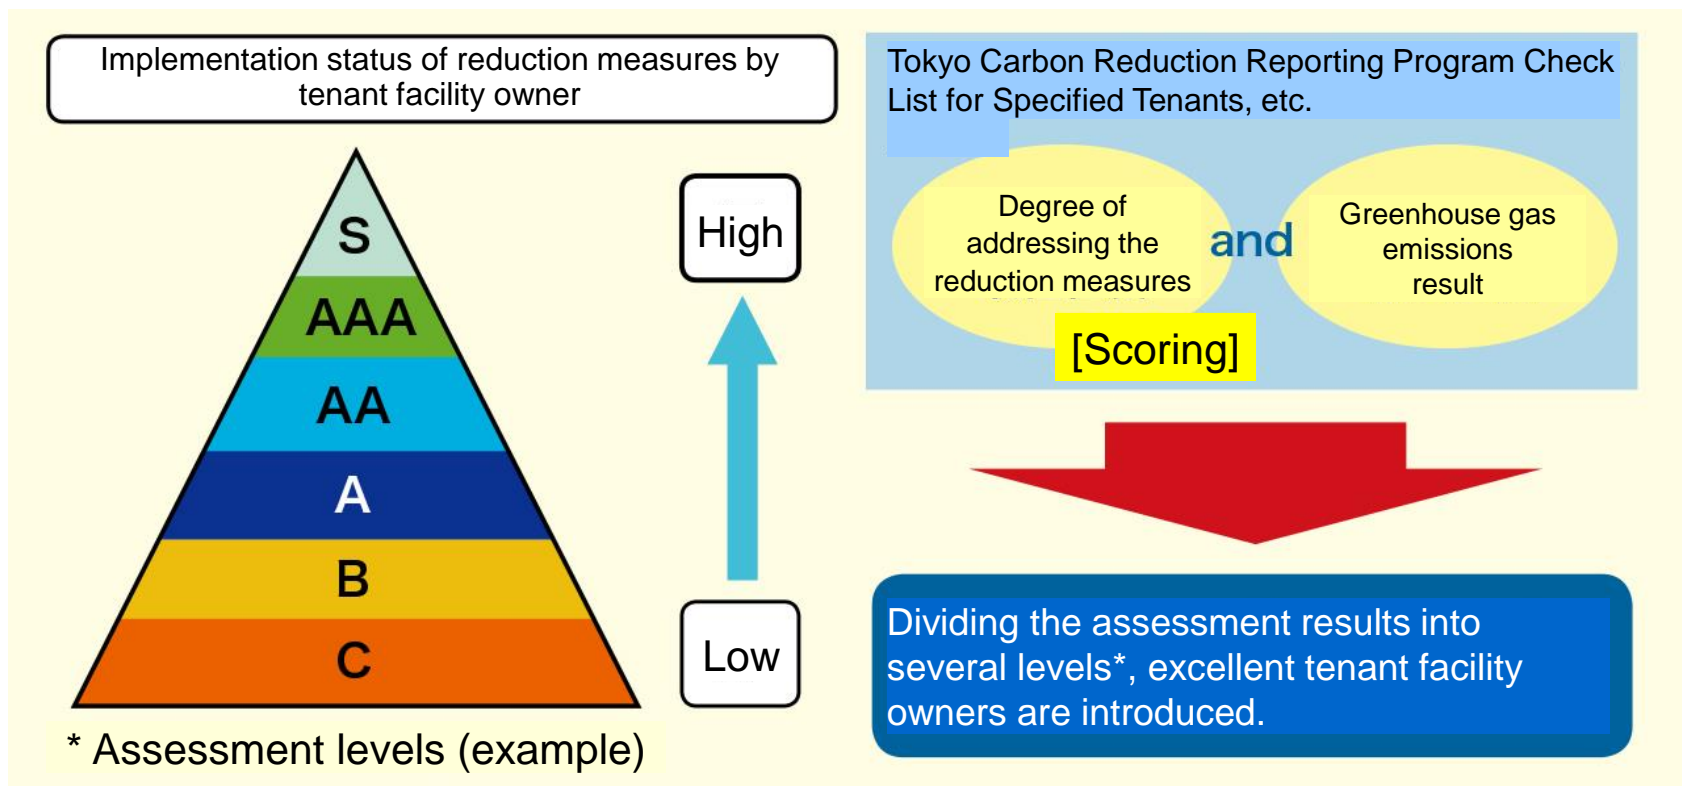 Implementation status of reduction measures by
tenant facility owner
S
AAA
AA
A
B
C
High
Low
* Assessment levels (example)
Tokyo Carbon Reduction Reporting Program Check
List for Specified Tenants, etc.
Degree of
addressing the
reduction measures
and
Greenhouse gas
emissions
result
[Scoring]
Dividing the assessment results into
several levels*, excellent tenant facility
owners are introduced.